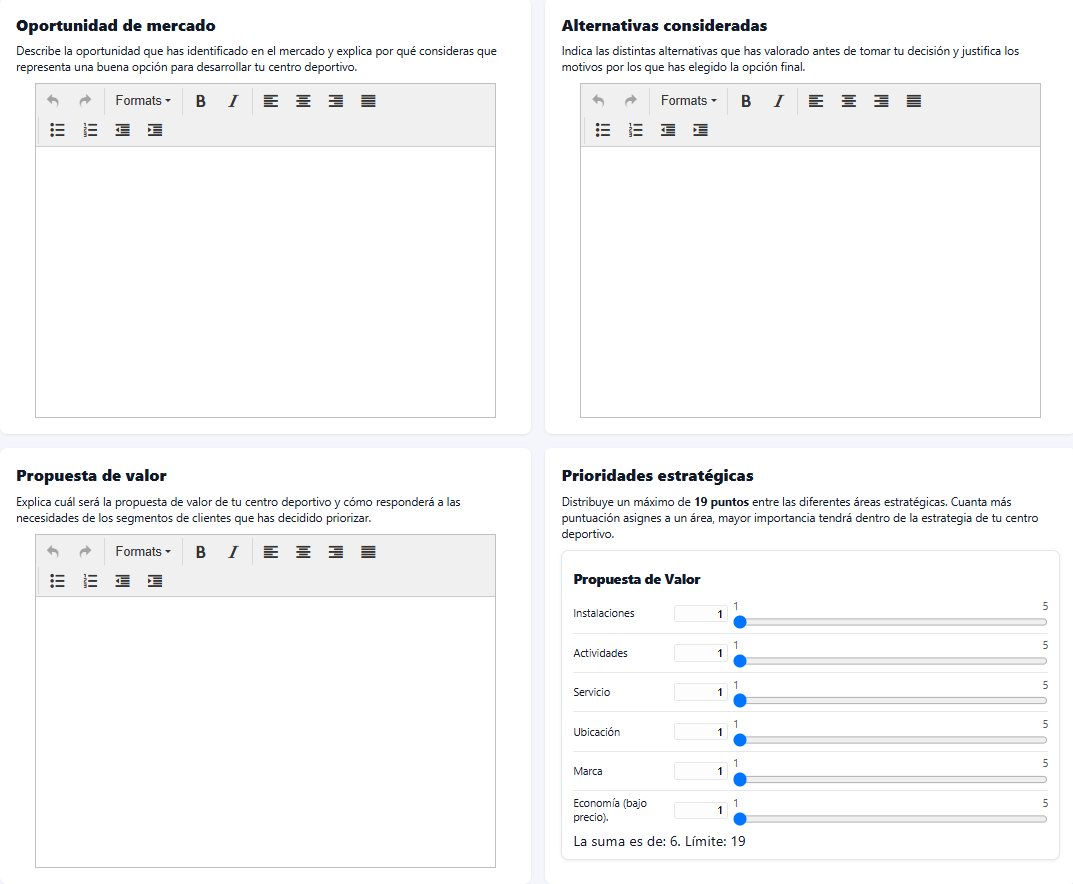 Oportunidad de mercado
Describe la oportunidad que has identificado en el mercado y explica por qué consideras que
representa una buena opción para desarrollar tu centro deportivo.
Formats
B I
Alternativas consideradas
Indica las distintas alternativas que has valorado antes de tomar tu decisión y justifica los
motivos por los que has elegido la opción final.
Formats
B I
Propuesta de valor
Explica cuál será la propuesta de valor de tu centro deportivo y cómo responderá a las
necesidades de los segmentos de clientes que has decidido priorizar.
Formats
B I
Prioridades estratégicas
Distribuye un máximo de 19 puntos entre las diferentes áreas estratégicas. Cuanta más
puntuación asignes a un área, mayor importancia tendrá dentro de la estrategia de tu centro
deportivo.
Propuesta de Valor
Instalaciones 1 1 5
Actividades 1 1 5
Servicio 1 1 5
Ubicación 1 1 5
Marca 1 1 5
Economía (bajo
precio). 1 1 5
La suma es de: 6. Límite: 19